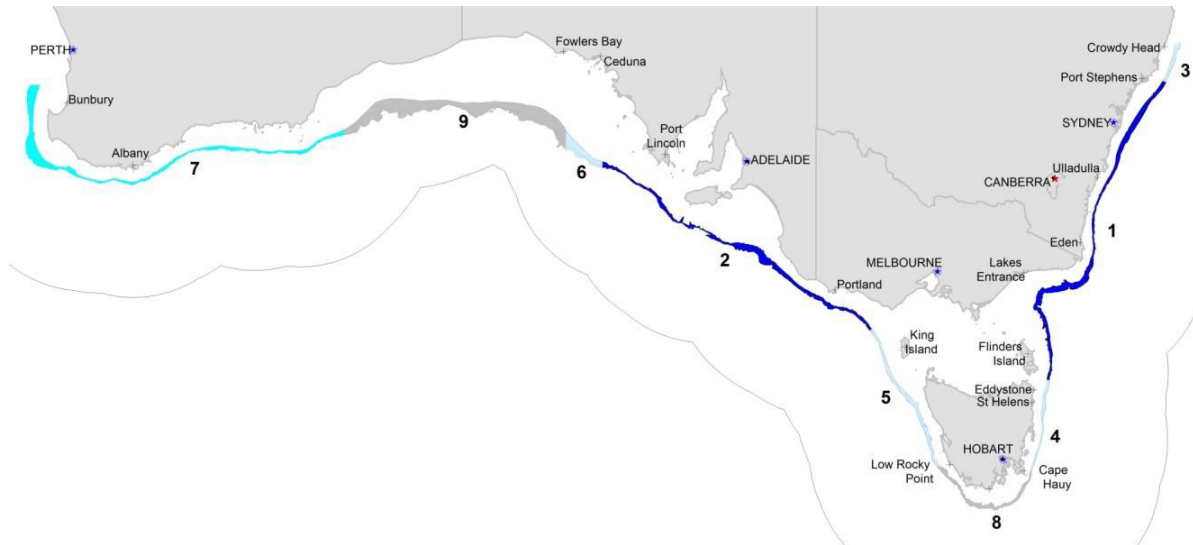 PERTH
Bunbury
Albany
7
9
Fowlers Bay
Ceduna
Port
Lincoln
ADELAIDE
6
2
Crowdy Head
Port Stephens
3
SYDNEY
Ulladulla
CANBERRA
1
Eden
MELBOURNE
Lakes
Entrance
Portland
King
Island
Flinders
Island
5
Eddystone
St Helens
4
HOBART
Low Rocky
Point
Cape
Hauy
8